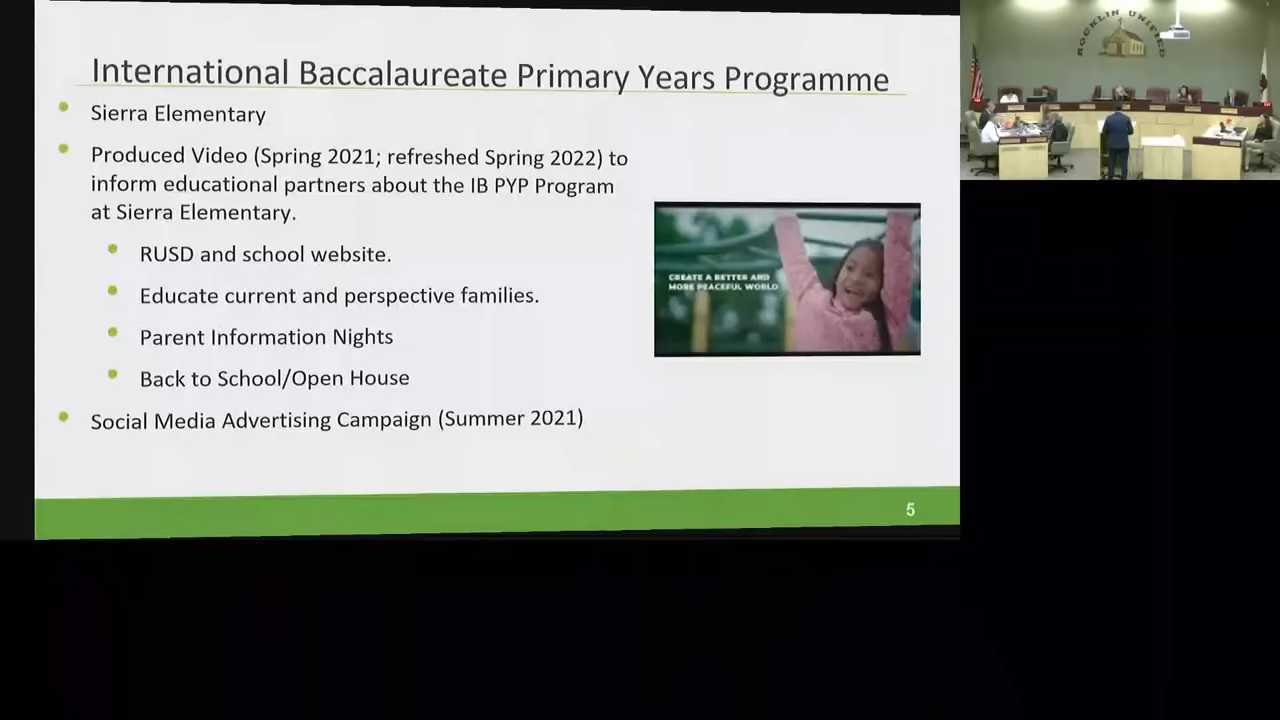 International Baccalaureate Primary Years Programme
Sierra Elementary
Produced Video (Spring 2021; refreshed Spring 2022) to
inform educational partners about the IB PYP Program
at Sierra Elementary.
RUSD and school website.
Educate current and perspective families.
Parent Information Nights
Back to School/Open House
Social Media Advertising Campaign (Summer 2021)
CREATE A BETTER AND
MORE PEACEFUL WORLD
5
ROCKLIN UNIFIED